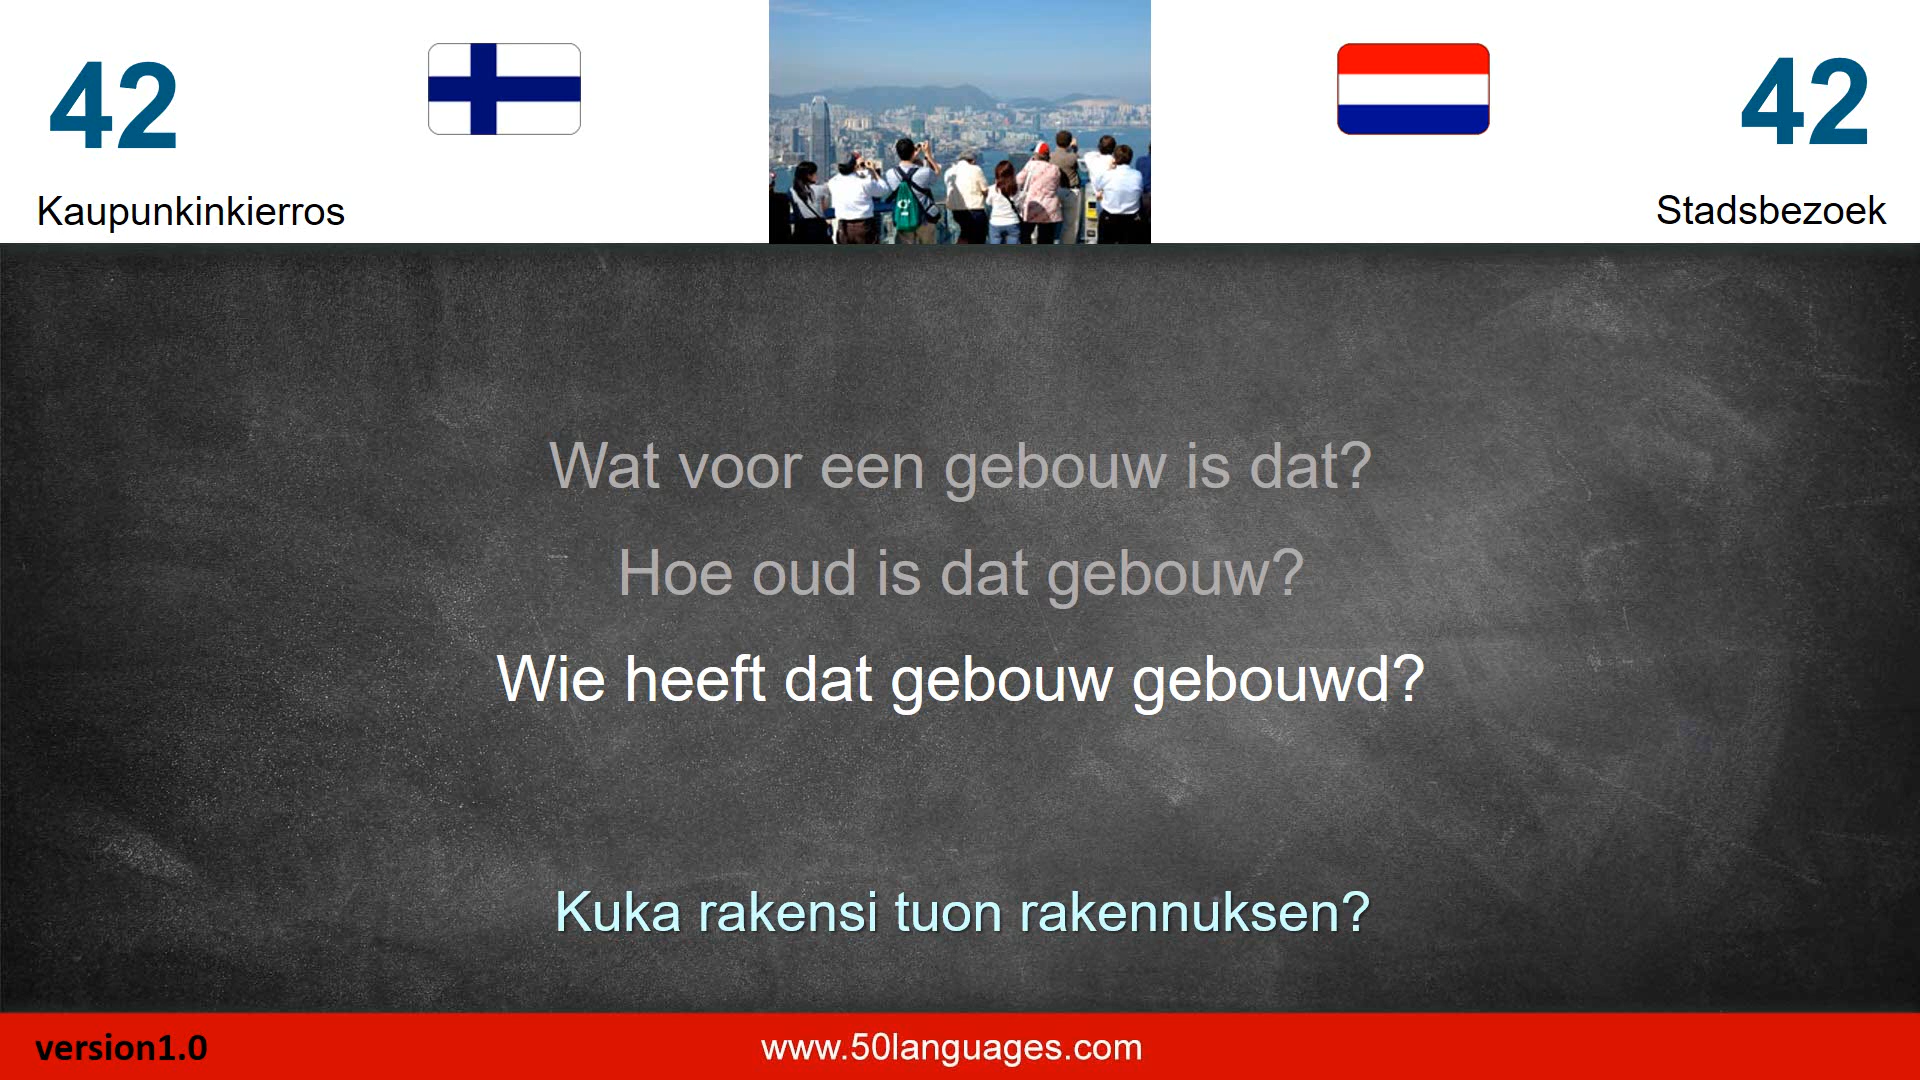 42
42
Kaupunkinkierros
Stadsbezoek
Wat voor een gebouw is dat?
Hoe oud is dat gebouw?
Wie heeft dat gebouw gebouwd?
Kuka rakensi tuon rakennuksen?
version1.0
www.50languages.com